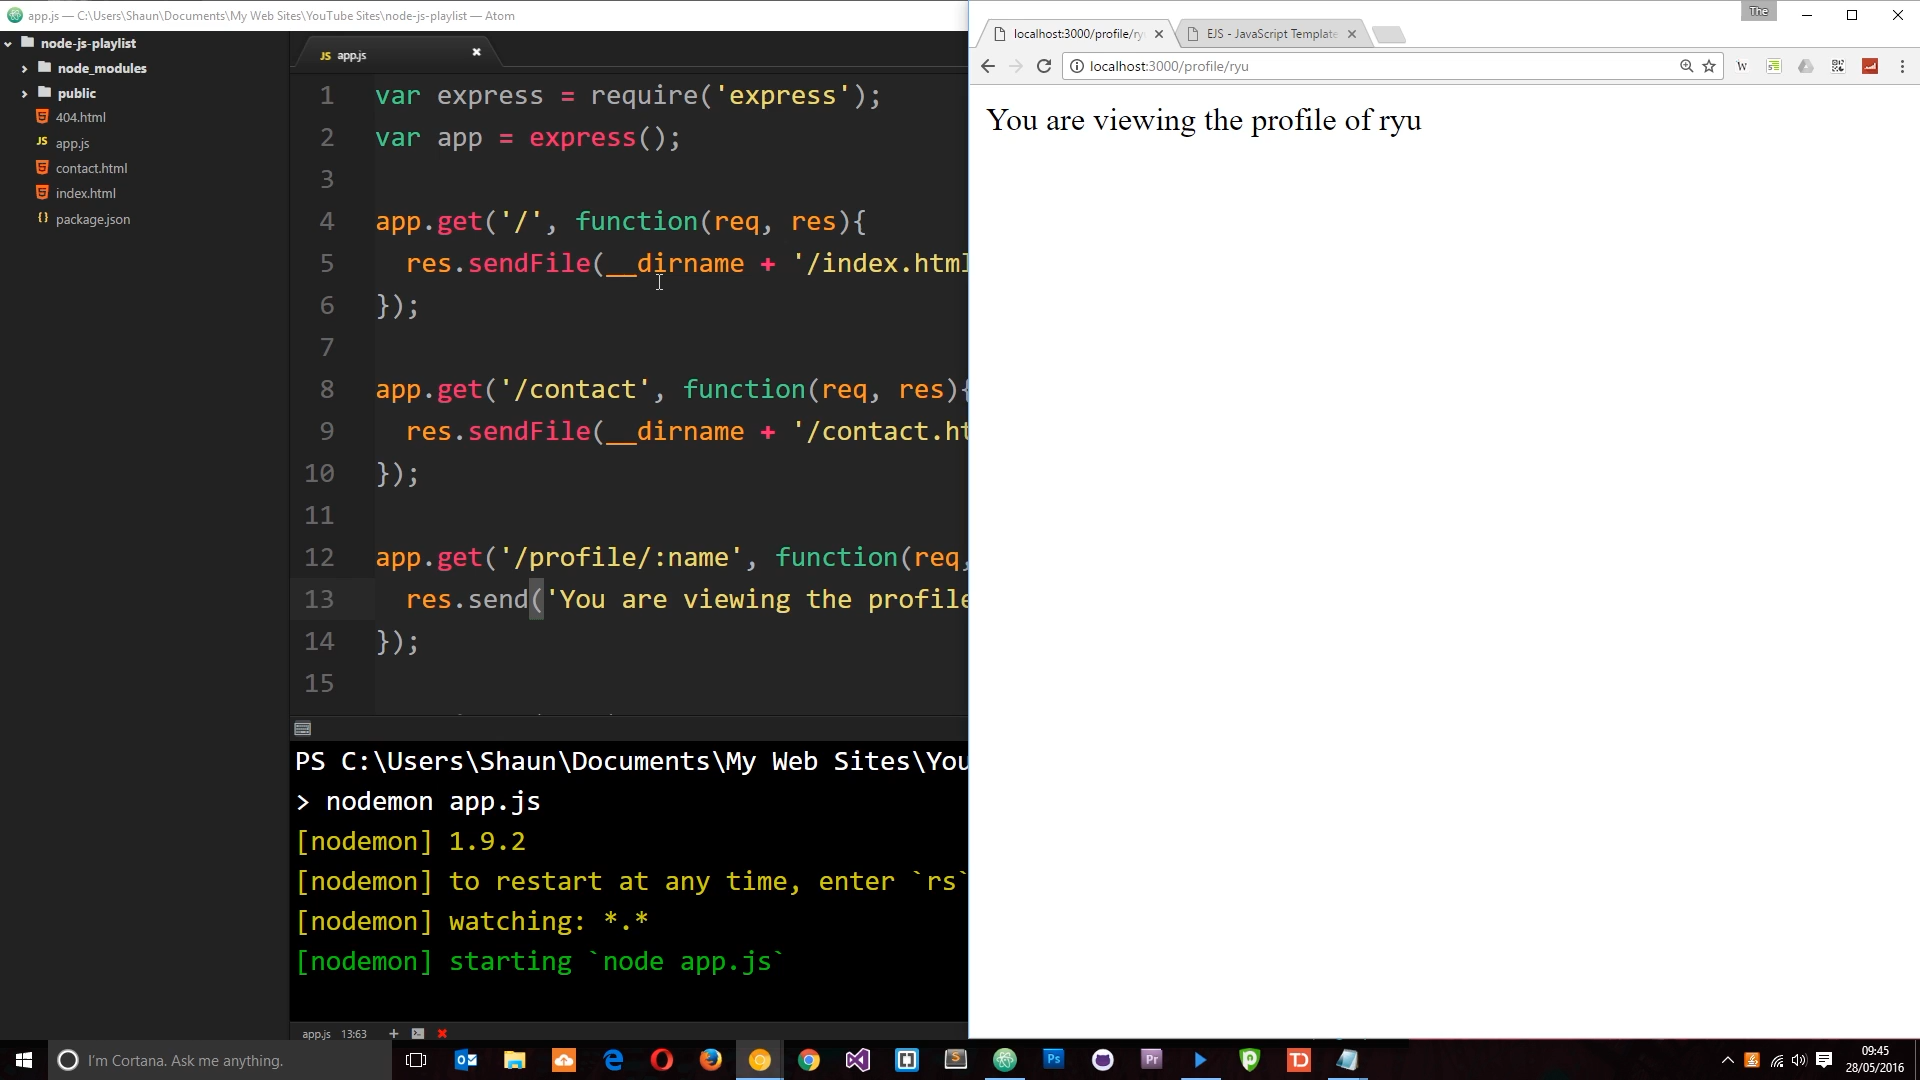 app.js — C:\Users\Shaun\Documents\My Web Sites\YouTube Sites\node-js-playlist — Atom
node-js-playlist
node_modules
public
404.html
app.js
contact.html
index.html
package.json
app.js
1 var express = require('express');
2 var app = express();
3
4 app.get('/', function(req, res){
5 res.sendFile(__dirname + '/index.html
6 });
7
8 app.get('/contact', function(req, res){
9 res.sendFile(__dirname + '/contact.ht
10 });
11
12 app.get('/profile/:name', function(req,
13 res.send('You are viewing the profile
14 });
15
PS C:\Users\Shaun\Documents\My Web Sites\You
> nodemon app.js
[nodemon] 1.9.2
[nodemon] to restart at any time, enter `rs`
[nodemon] watching: *.*
[nodemon] starting `node app.js`
app.js 13:63
The
localhost:3000/profile/ry
EJS - JavaScript Template
localhost:3000/profile/ryu
You are viewing the profile of ryu
I'm Cortana. Ask me anything.
09:45
28/05/2016